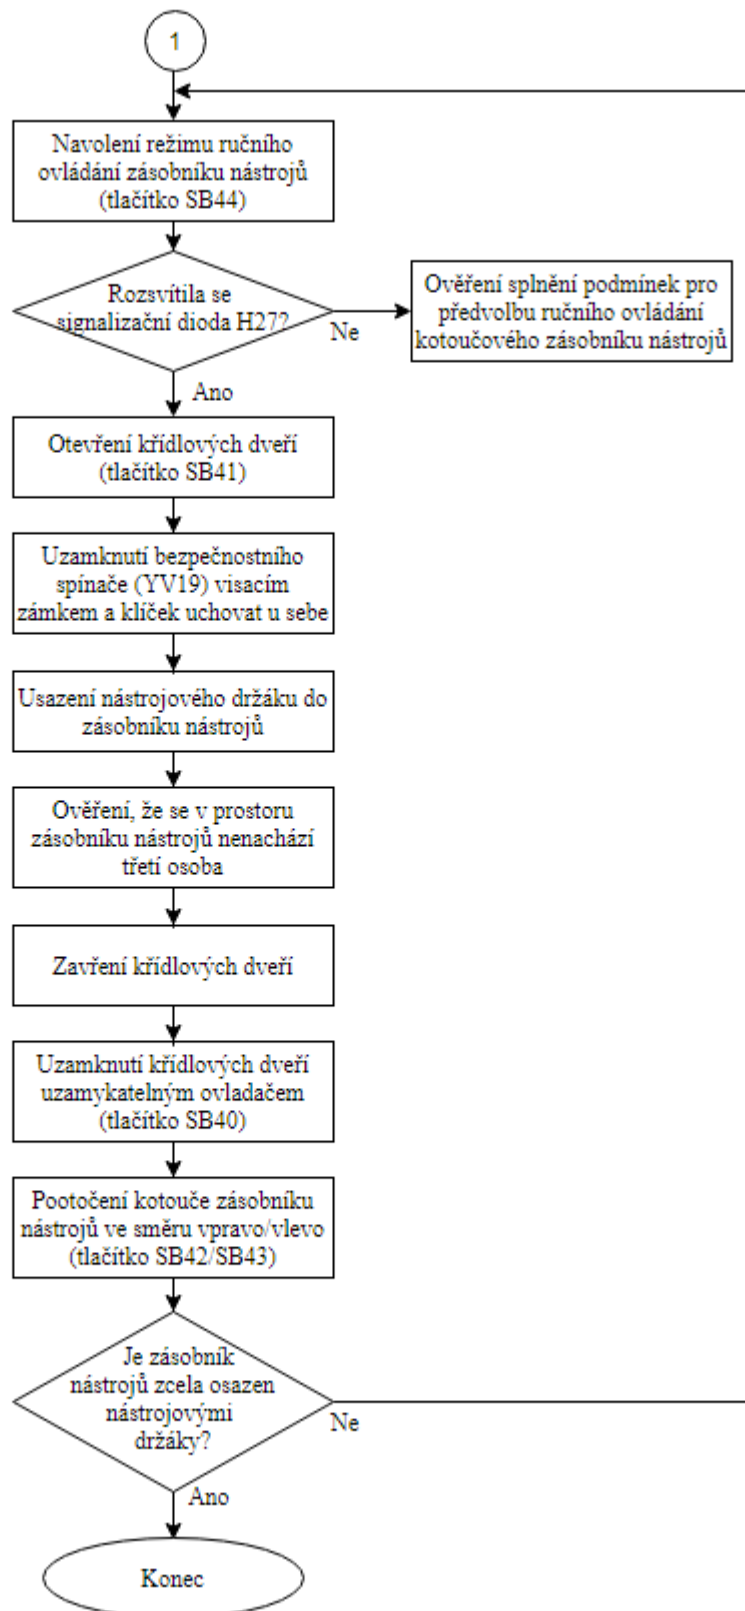 1
Navolení režimu ručního
ovládání zásobníku nástrojů
(tlačítko SB44)
Rozsvítila se
signalizační dioda H27?
Ne
Ověření splnění podmínek pro
předvolbu ručního ovládání
kotoučového zásobníku nástrojů
Ano
Otevření křídlových dveří
(tlačítko SB41)
Uzamknutí bezpečnostního
spínače (YV19) visacím
zámkem a klíček uchovat u sebe
Usazení nástrojového držáku do
zásobníku nástrojů
Ověření, že se v prostoru
zásobníku nástrojů nenachází
třetí osoba
Zavření křídlových dveří
Uzamknutí křídlových dveří
uzamykatelným ovladačem
(tlačítko SB40)
Pootočení kotouče zásobníku
nástrojů ve směru vpravo/vlevo
(tlačítko SB42/SB43)
Je zásobník
nástrojů zcela osazen
nástrojovými
držáky?
Ne
Ano
Konec